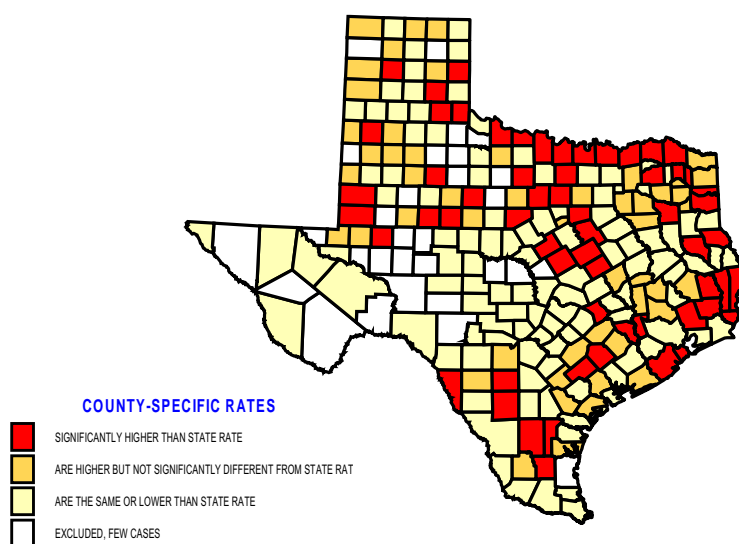 COUNTY-SPECIFIC RATES
SIGNIFICANTLY HIGHER THAN STATE RATE
ARE HIGHER BUT NOT SIGNIFICANTLY DIFFERENT FROM STATE RAT
ARE THE SAME OR LOWER THAN STATE RATE
EXCLUDED, FEW CASES